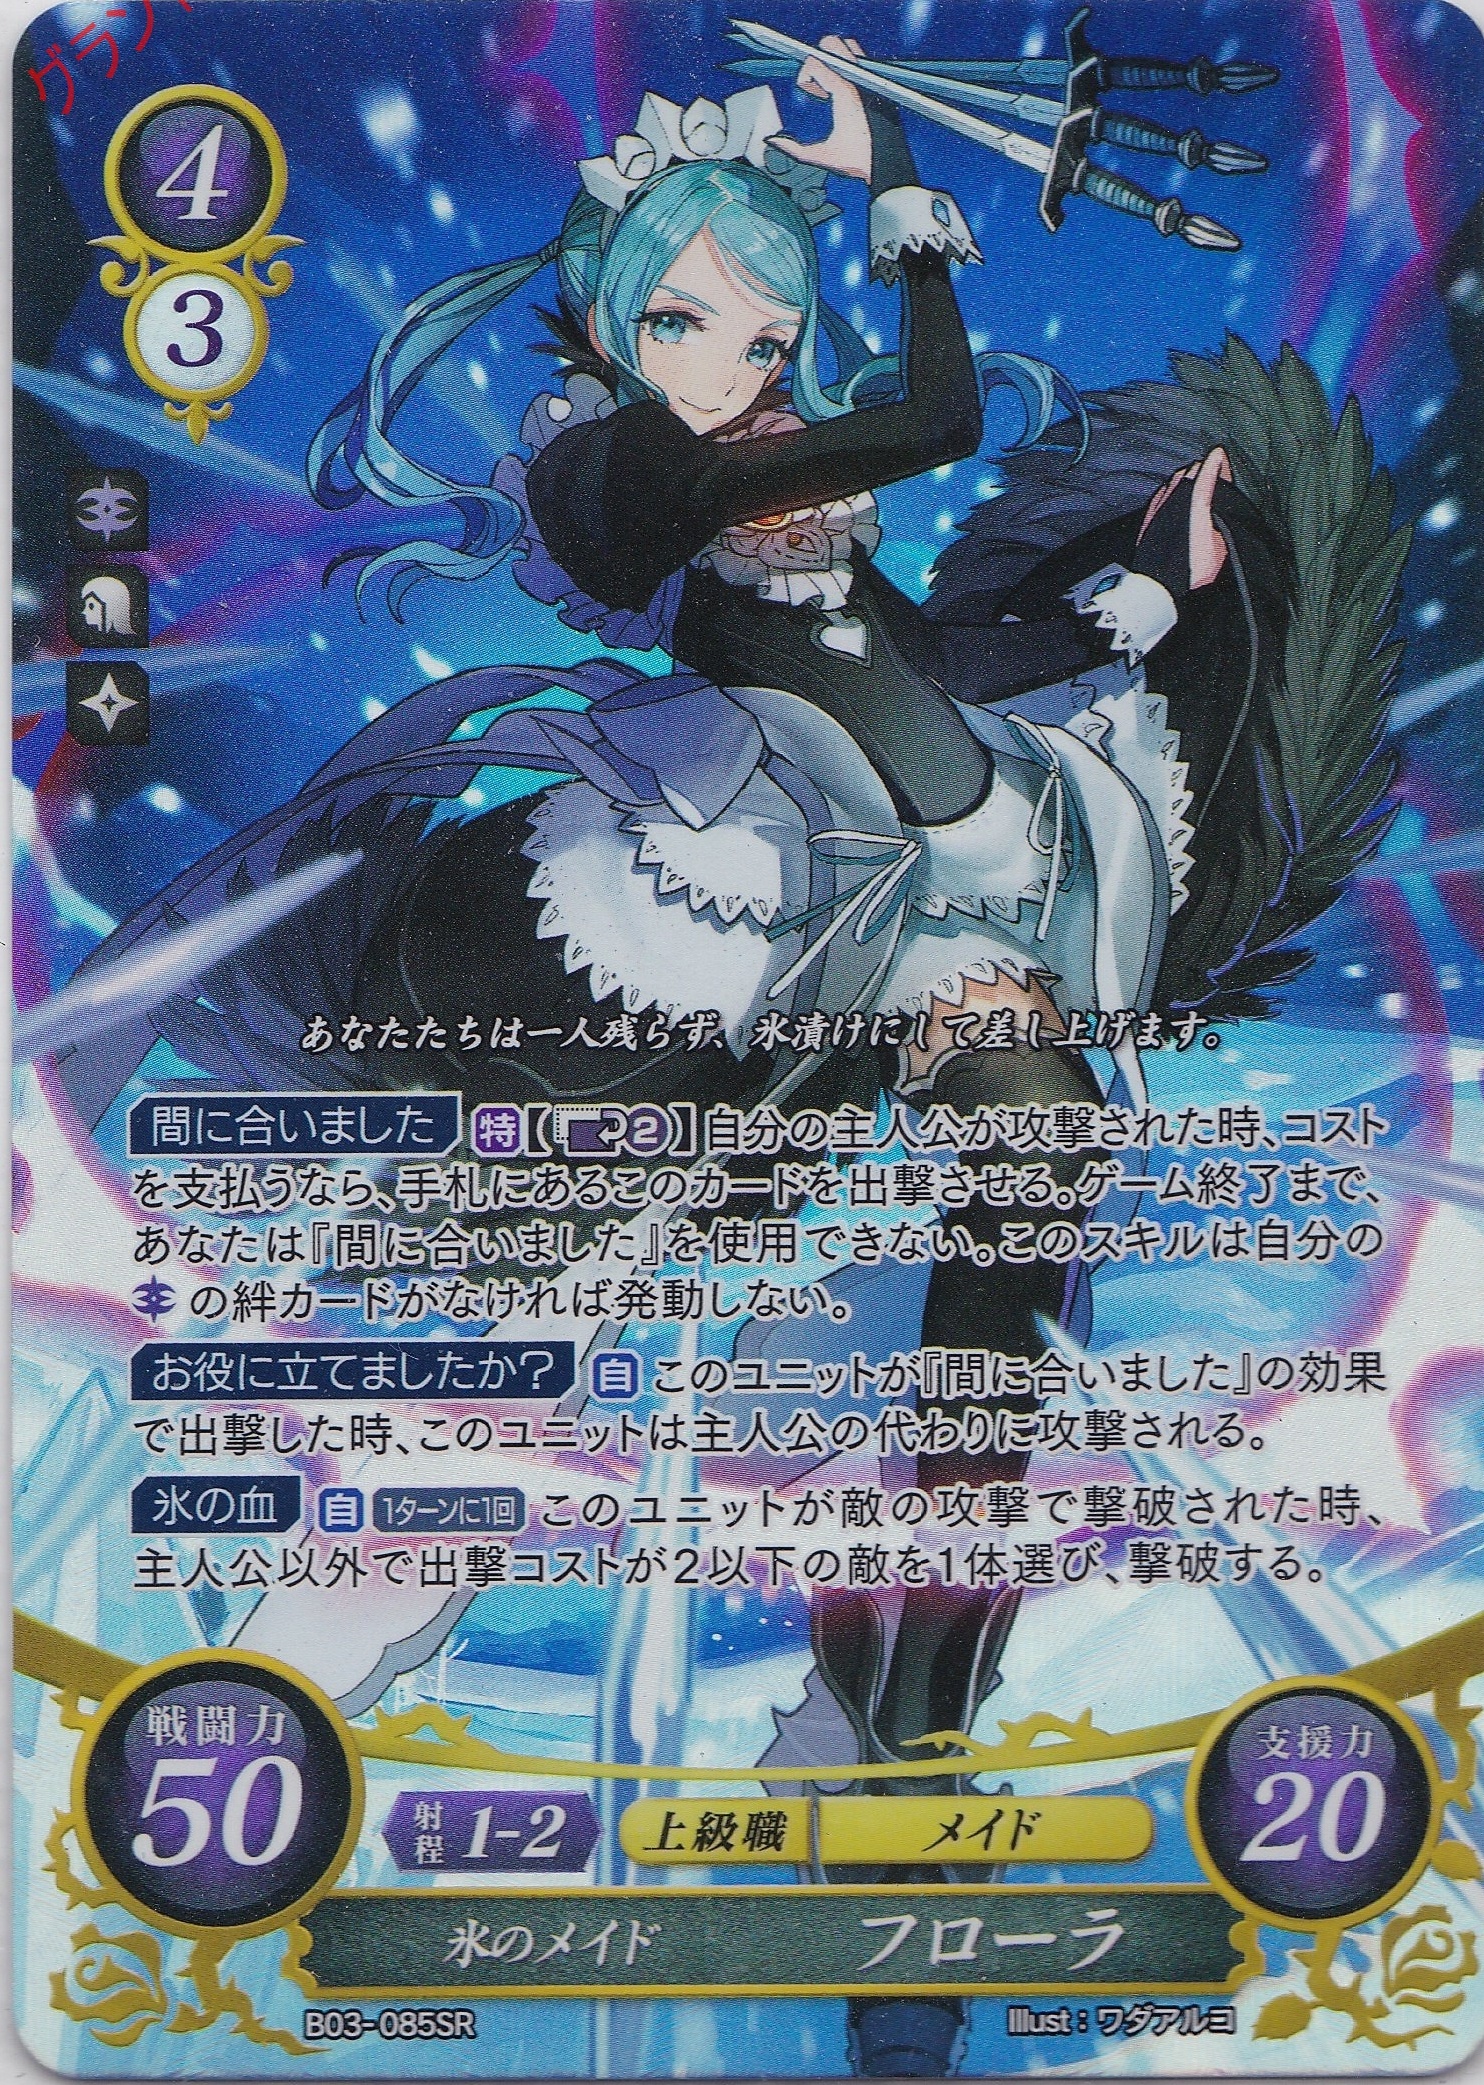 グラン
4
3
あなたたちは一人残らず、氷漬けにして差し上げます。
間に合いました 特【2】自分の主人公が攻撃された時、コスト
を支払うなら、手札にあるこのカードを出撃させる。ゲーム終了まで、
あなたは『間に合いました』を使用できない。このスキルは自分の
の絆カードがなければ発動しない。
お役に立てましたか? 自 このユニットが『間に合いました』の効果
で出撃した時、このユニットは主人公の代わりに攻撃される。
氷の血 自 1ターンに1回 このユニットが敵の攻撃で撃破された時、
主人公以外で出撃コストが2以下の敵を1体選び、撃破する。
戦闘力
50
射程 1-2
上級職 メイド
支援力
20
氷のメイド フローラ
B03-085SR
Illust:ワダアルコ